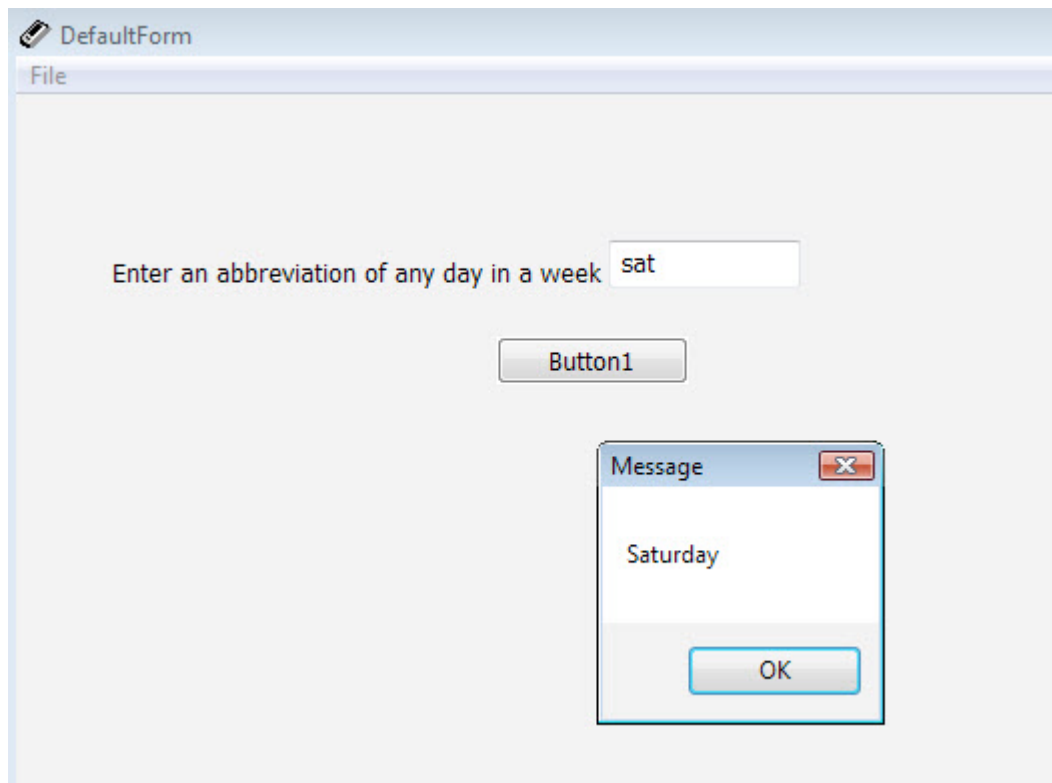 DefaultForm
File
Enter an abbreviation of any day in a week sat
Button1
Message
Saturday
OK